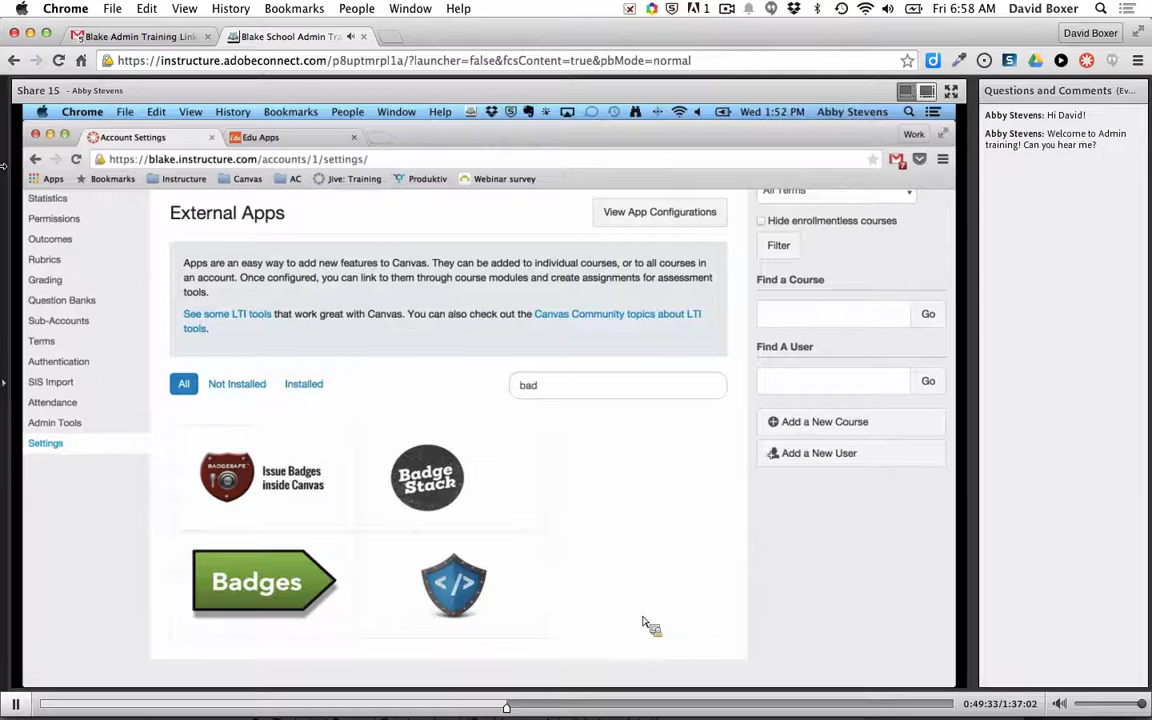 Chrome File Edit View History Bookmarks People Window Help 1 Fri 6:58 AM David Boxer
Blake Admin Training Link × Blake School Admin Tra × David Boxer
https://instructure.adobeconnect.com/p8uptmrpl1a/?launcher=false&fcsContent=true&pbMode=normal
Share 15 - Abby Stevens
Questions and Comments (Ev...
Chrome File Edit View History Bookmarks People Window Help Wed 1:52 PM Abby Stevens
Abby Stevens: Hi David!
Abby Stevens: Welcome to Admin
training! Can you hear me?
Account Settings × Edu Apps × Work
https://blake.instructure.com/accounts/1/settings/
Apps Bookmarks Instructure Canvas AC Jive: Training. Produktiv Webinar survey
Statistics
Permissions
Outcomes
Rubrics
Grading
Question Banks
Sub-Accounts
Terms
Authentication
SIS Import
Attendance
Admin Tools
Settings
External Apps
View App Configurations
Apps are an easy way to add new features to Canvas. They can be added to individual courses, or to all courses in
an account. Once configured, you can link to them through course modules and create assignments for assessment
tools.
See some LTI tools that work great with Canvas. You can also check out the Canvas Community topics about LTI
tools.
All Not Installed Installed
bad
BADGESAFE
Issue Badges
inside Canvas
Badge
Stack
Badges
</>
All Terms
Hide enrollmentless courses
Filter
Find a Course
Go
Find A User
Go
Add a New Course
Add a New User
0:49:33/1:37:02